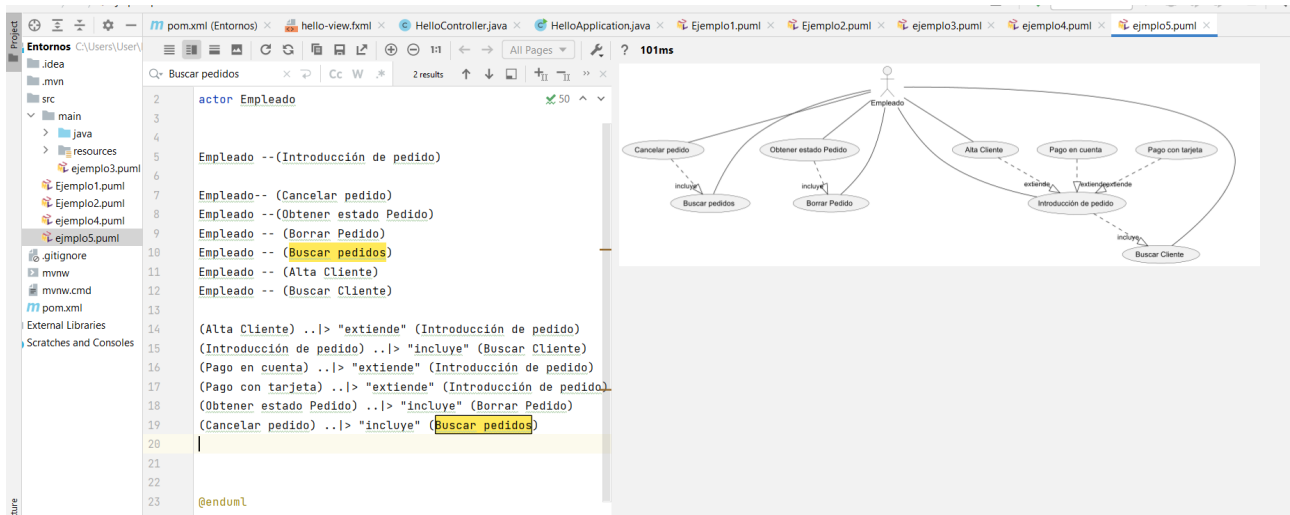 Project
m pom.xml (Entornos) ×
hello-view.fxml ×
HelloController.java ×
HelloApplication.java ×
Ejemplo1.puml ×
Ejemplo2.puml ×
ejemplo3.puml ×
ejemplo4.puml ×
ejmplo5.puml ×
Entornos C:\Users\User\
.idea
.mvn
src
main
java
resources
ejemplo3.puml
Ejemplo1.puml
Ejemplo2.puml
ejemplo4.puml
ejmplo5.puml
.gitignore
mvnw
mvnw.cmd
m pom.xml
External Libraries
Scratches and Consoles
ture
1:1
All Pages
? 101ms
Buscar pedidos
Cc W .*
2 results
50
2 actor Empleado
3
4
5 Empleado --(Introducción de pedido)
6
7 Empleado-- (Cancelar pedido)
8 Empleado --(Obtener estado Pedido)
9 Empleado -- (Borrar Pedido)
10 Empleado -- (Buscar pedidos)
11 Empleado -- (Alta Cliente)
12 Empleado -- (Buscar Cliente)
13
14 (Alta Cliente) ..|> "extiende" (Introducción de pedido)
15 (Introducción de pedido) ..|> "incluye" (Buscar Cliente)
16 (Pago en cuenta) ..|> "extiende" (Introducción de pedido)
17 (Pago con tarjeta) ..|> "extiende" (Introducción de pedido)
18 (Obtener estado Pedido) ..|> "incluye" (Borrar Pedido)
19 (Cancelar pedido) ..|> "incluye" (Buscar pedidos)
20
21
22
23 @enduml
Empleado
Cancelar pedido
Obtener estado Pedido
Alta Cliente
Pago en cuenta
Pago con tarjeta
incluye
incluye
extiende
extiende
extiende
Buscar pedidos
Borrar Pedido
Introducción de pedido
incluye
Buscar Cliente